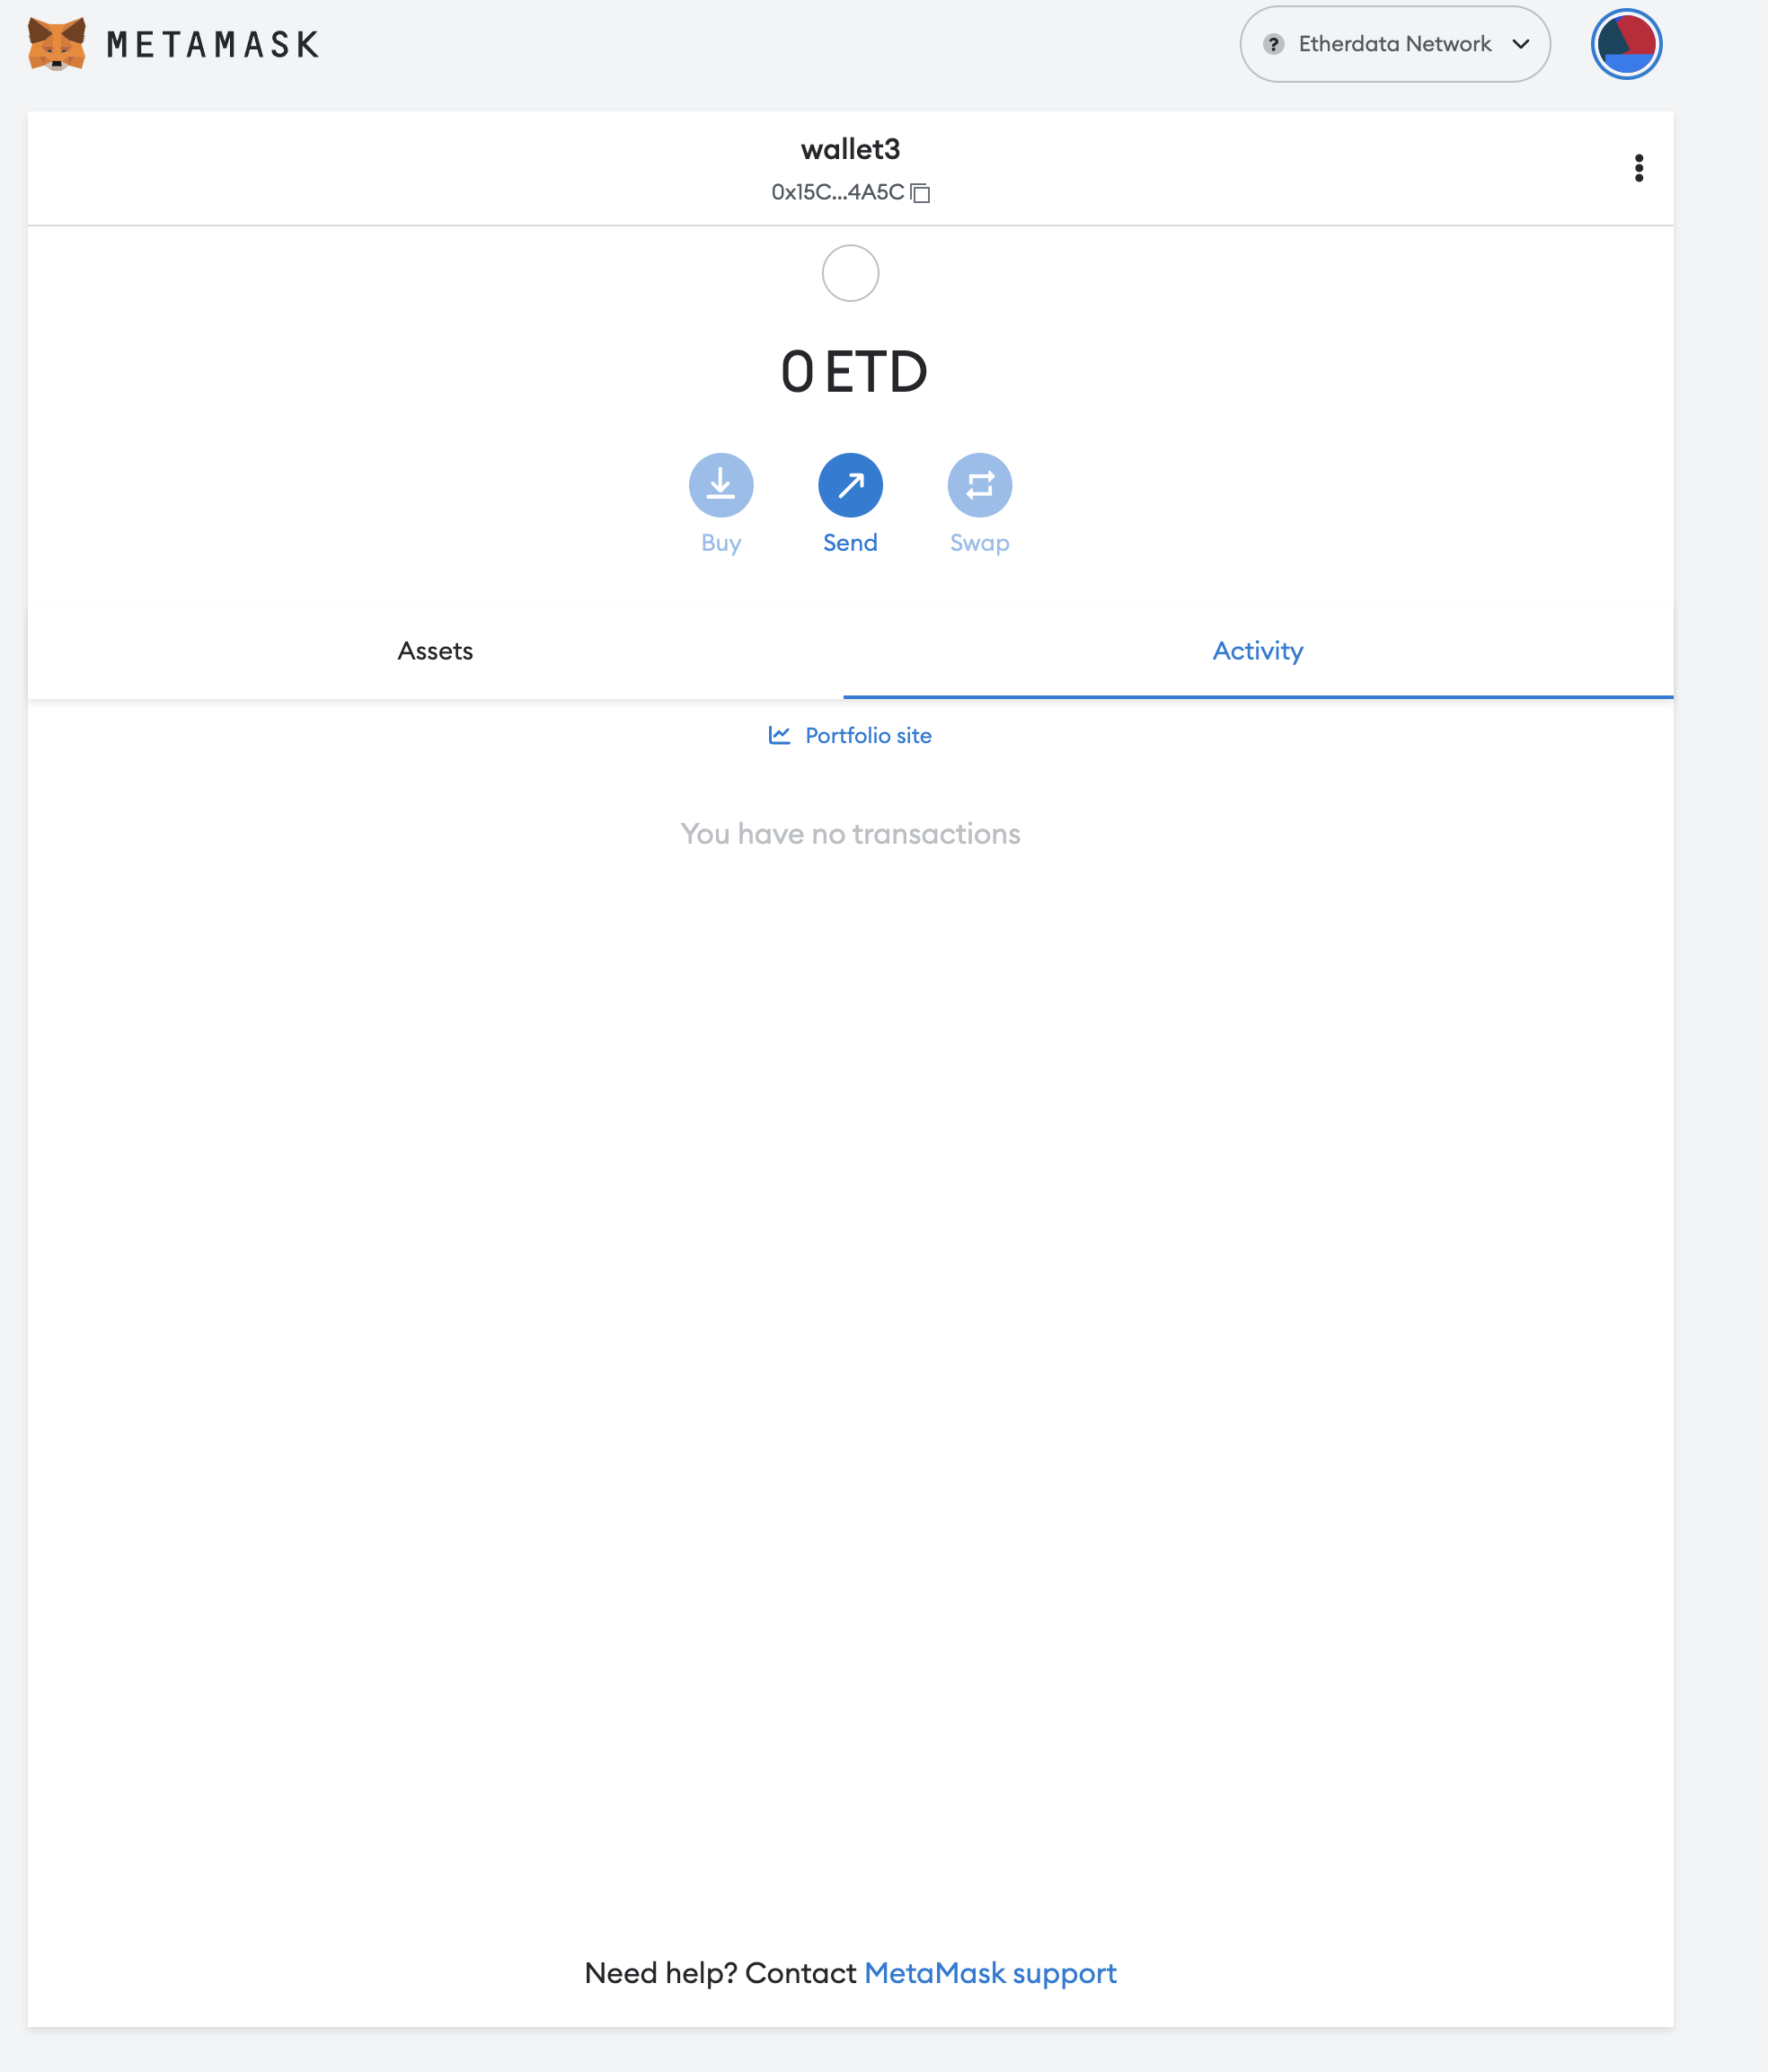 METAMASK
? Etherdata Network
wallet3
0x15C...4A5C
0 ETD
Buy Send Swap
Assets Activity
Portfolio site
You have no transactions
Need help? Contact MetaMask support